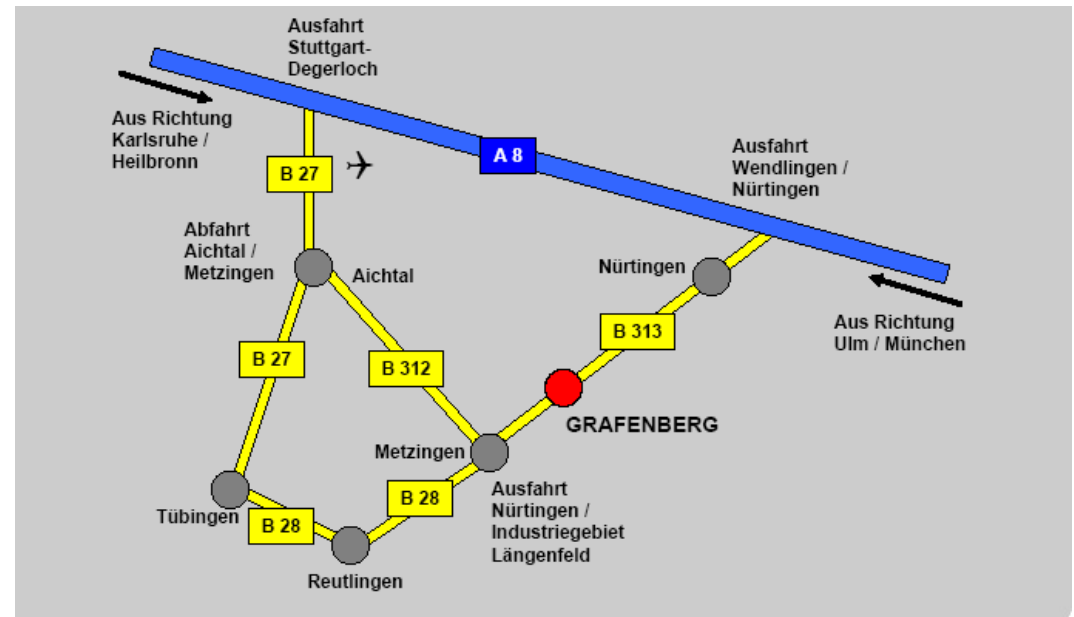 Ausfahrt
Stuttgart-
Degerloch
Aus Richtung
Karlsruhe /
Heilbronn
A 8
Ausfahrt
Wendlingen /
Nürtingen
B 27
Abfahrt
Aichtal /
Metzingen
Aichtal
Nürtingen
Aus Richtung
Ulm / München
B 313
B 27
B 312
GRAFENBERG
Metzingen
Ausfahrt
Nürtingen /
Industriegebiet
Längenfeld
B 28
Tübingen
B 28
Reutlingen